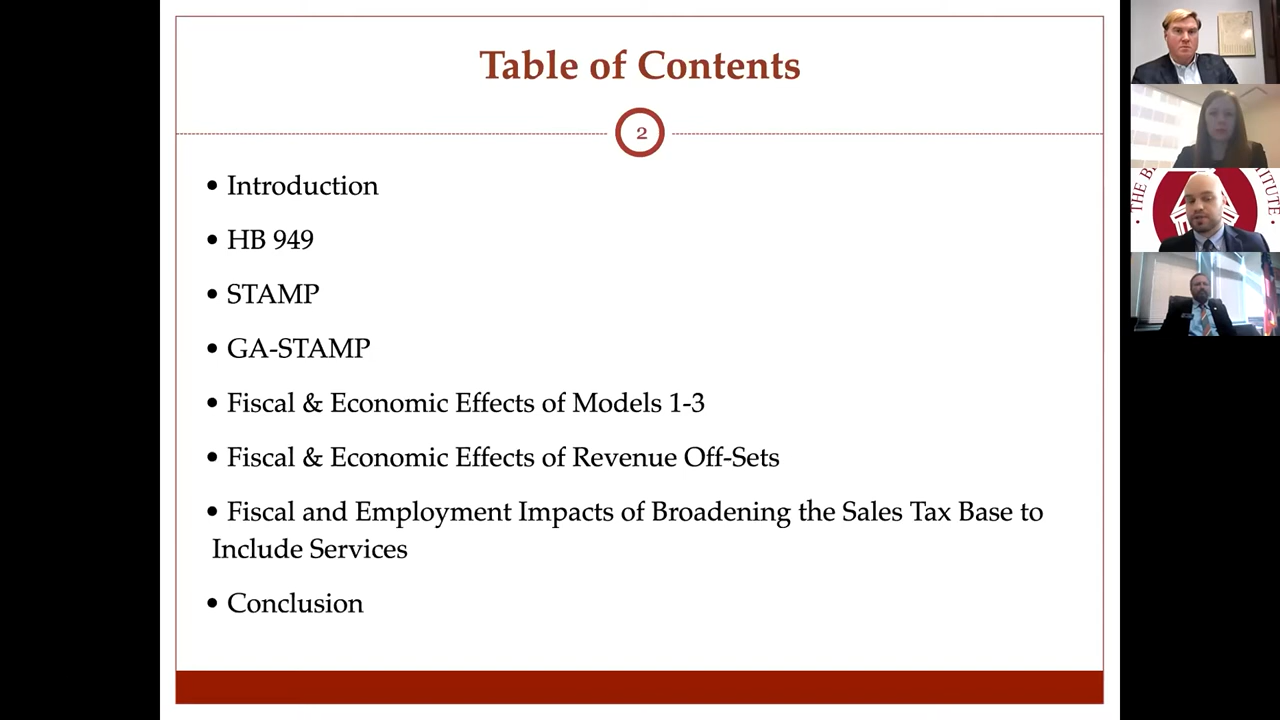 Table of Contents
2
• Introduction
• HB 949
• STAMP
• GA-STAMP
• Fiscal & Economic Effects of Models 1-3
• Fiscal & Economic Effects of Revenue Off-Sets
• Fiscal and Employment Impacts of Broadening the Sales Tax Base to
Include Services
• Conclusion